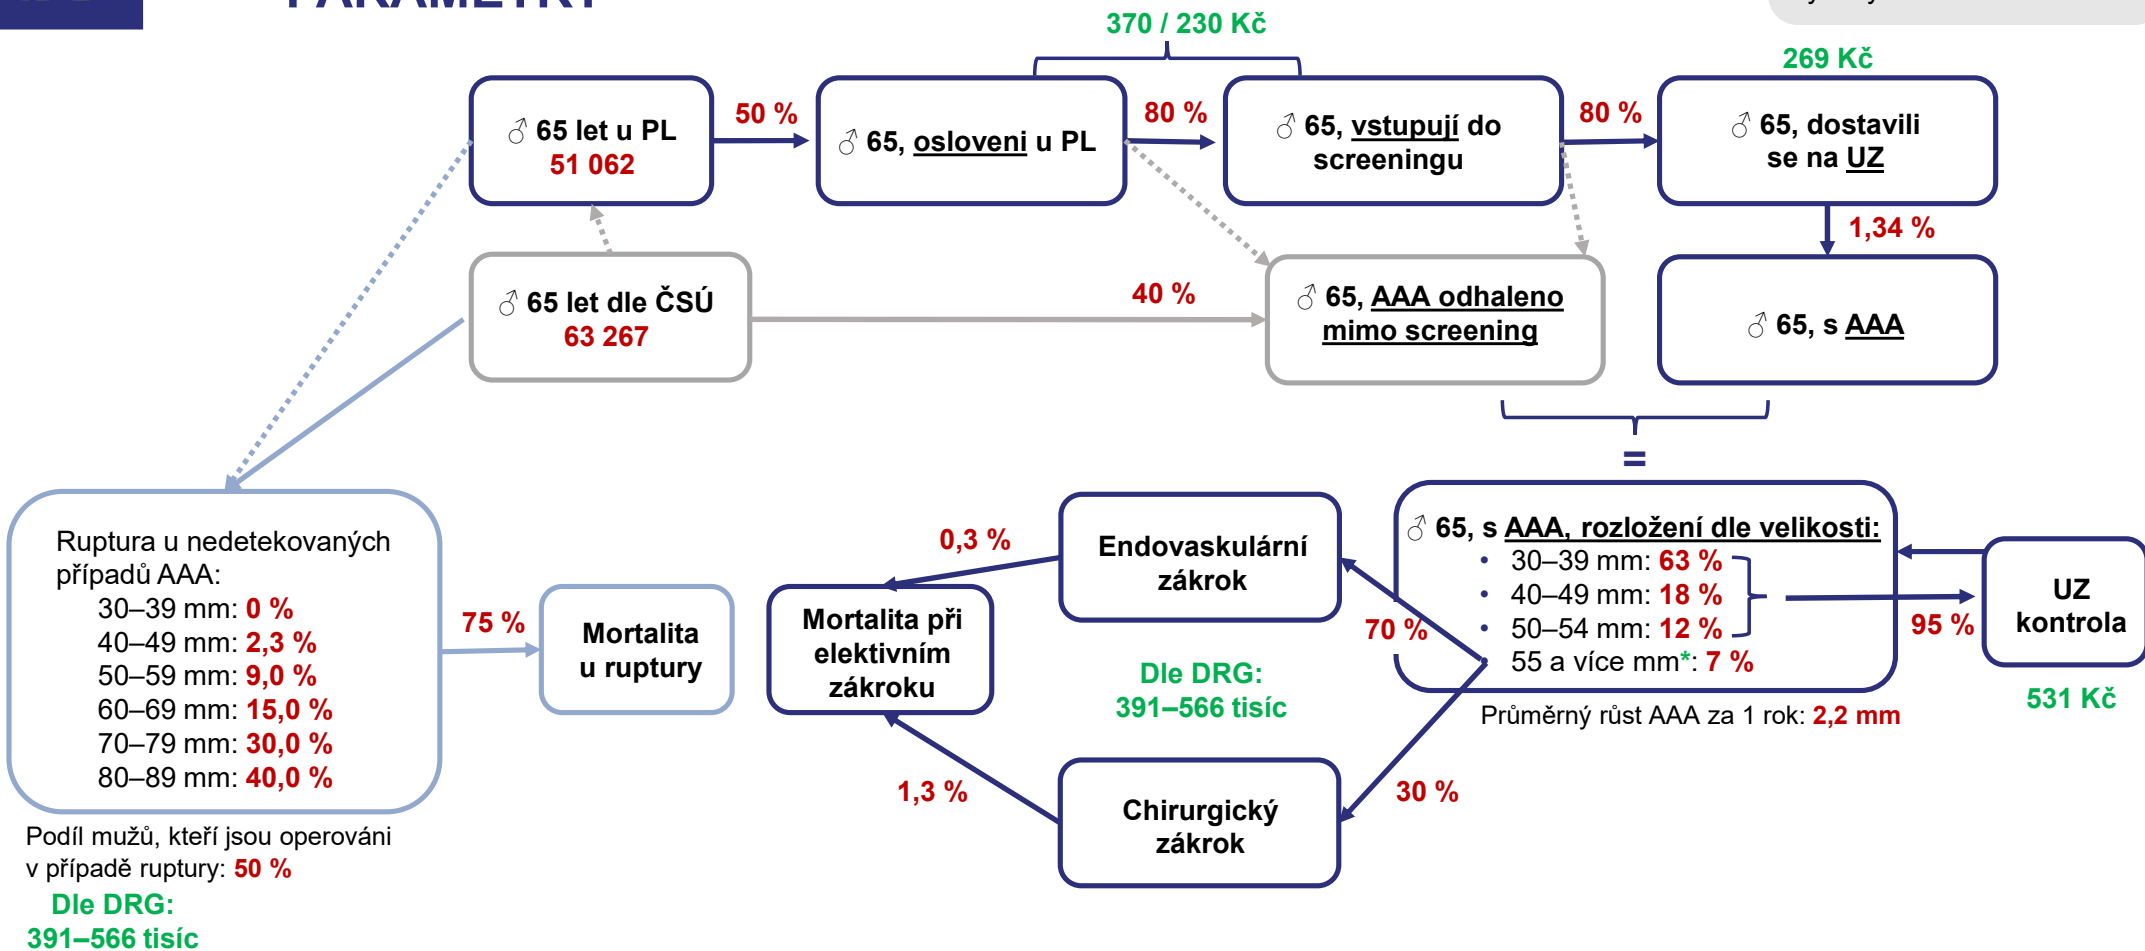 PARAMETRY
370 / 230 Kč
269 Kč
♂ 65 let u PL
51 062
50 %
♂ 65, osloveni u PL
80 %
♂ 65, vstupují do
screeningu
80 %
♂ 65, dostavili
se na UZ
1,34 %
♂ 65 let dle ČSÚ
63 267
40 %
♂ 65, AAA odhaleno
mimo screening
♂ 65, s AAA
=
Ruptura u nedetekovaných
případů AAA:
30–39 mm: 0 %
40–49 mm: 2,3 %
50–59 mm: 9,0 %
60–69 mm: 15,0 %
70–79 mm: 30,0 %
80–89 mm: 40,0 %
75 %
Mortalita
u ruptury
Mortalita při
elektivním
zákroku
0,3 %
1,3 %
Endovaskulární
zákrok
Dle DRG:
391–566 tisíc
Chirurgický
zákrok
70 %
30 %
♂ 65, s AAA, rozložení dle velikosti:
• 30–39 mm: 63 %
• 40–49 mm: 18 %
• 50–54 mm: 12 %
• 55 a více mm*: 7 %
Průměrný růst AAA za 1 rok: 2,2 mm
95 %
UZ
kontrola
531 Kč
Podíl mužů, kteří jsou operováni
v případě ruptury: 50 %
Dle DRG:
391–566 tisíc